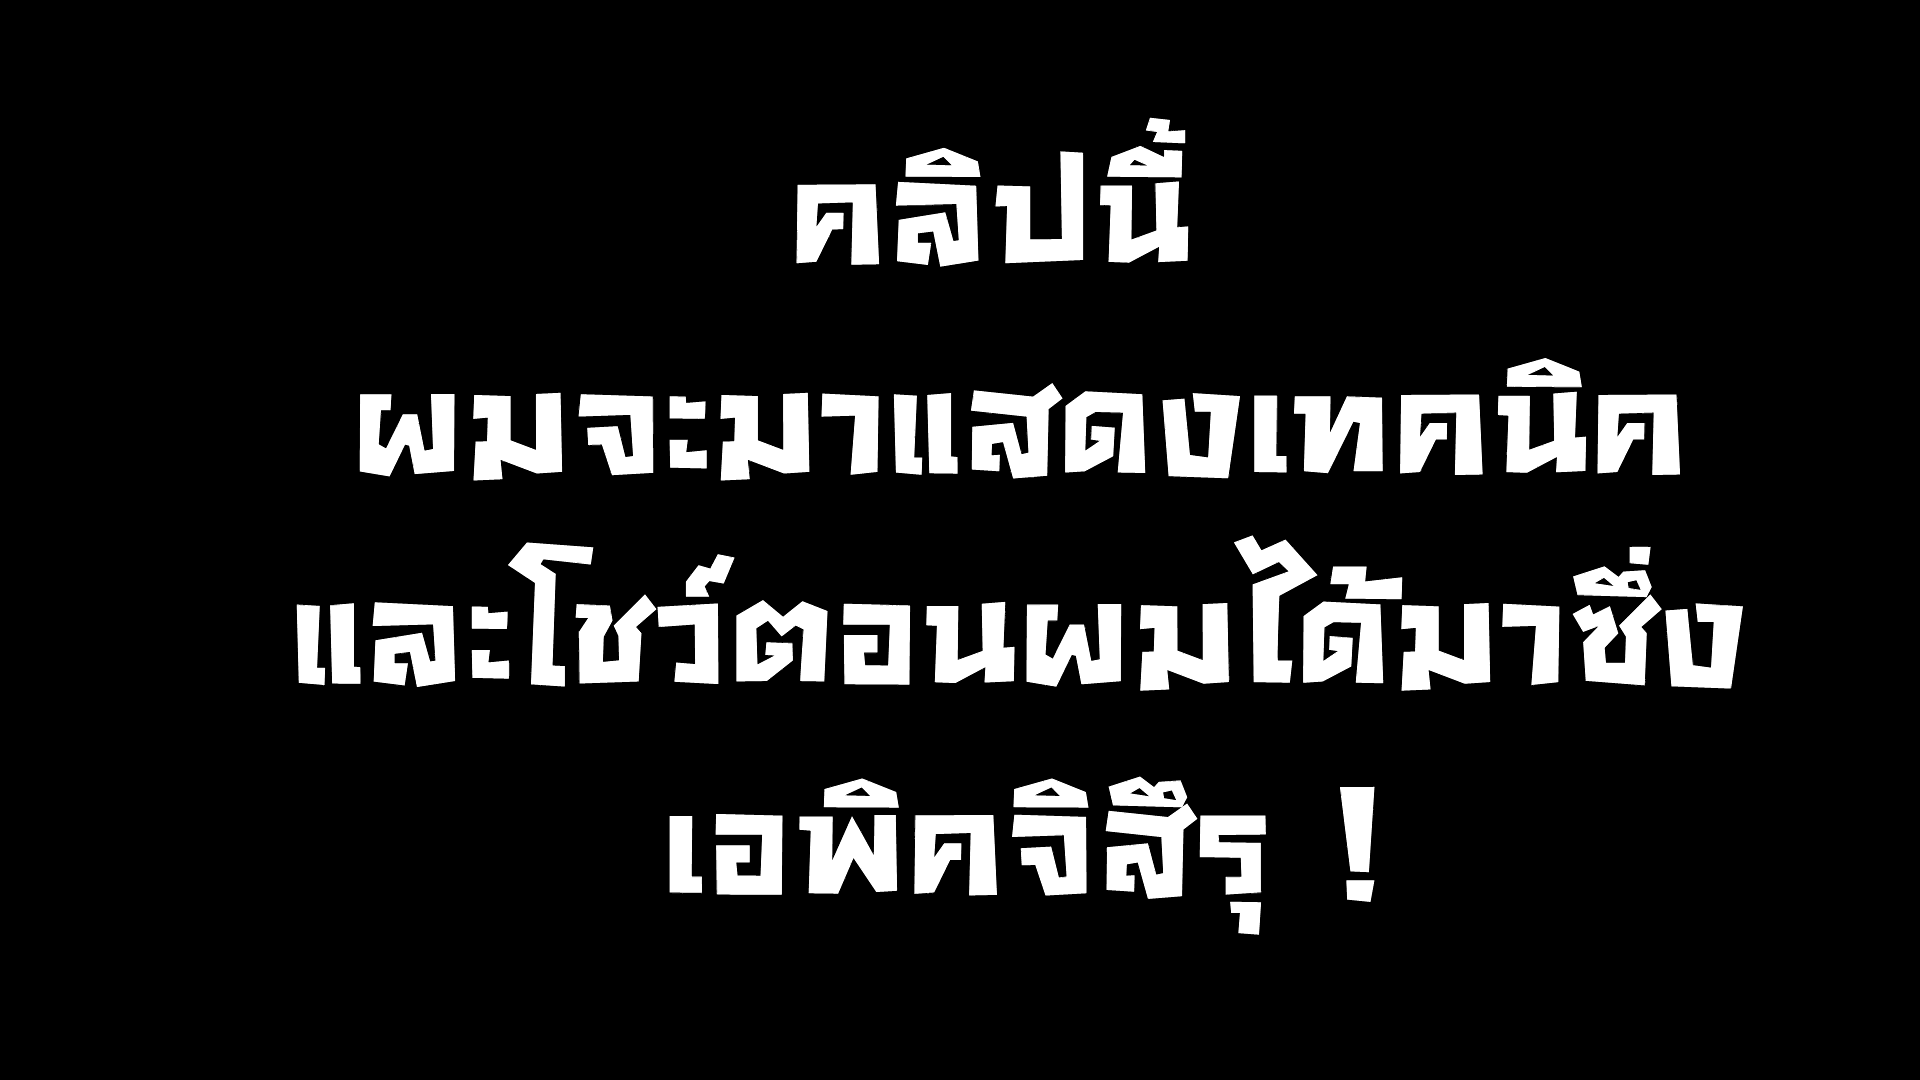 คลิปนี้
ผมจะมาแสดงเทคนิค
และโชว์ตอนผมได้มาซึ่ง
เอพิคจิสึรุ !